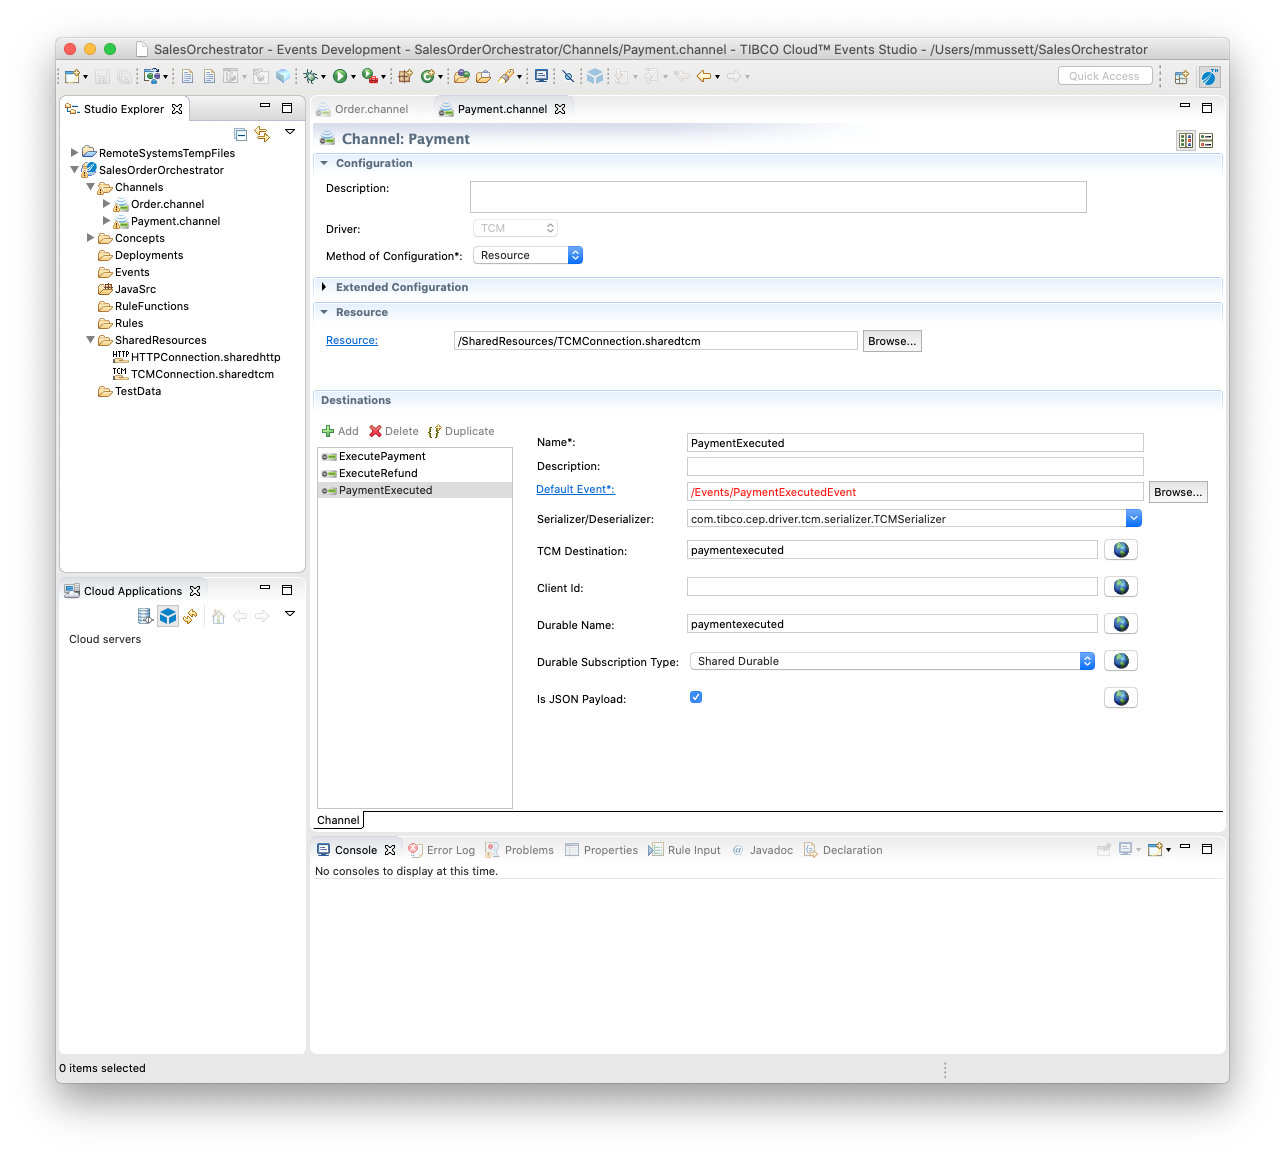 SalesOrchestrator - Events Development - SalesOrderOrchestrator/Channels/Payment.channel - TIBCO Cloud™ Events Studio - /Users/mmussett/SalesOrchestrator
Quick Access
Studio Explorer
RemoteSystemsTempFiles
SalesOrderOrchestrator
Channels
Order.channel
Payment.channel
Concepts
Deployments
Events
JavaSrc
RuleFunctions
Rules
SharedResources
HTTP HTTPConnection.sharedhttp
TCM TCMConnection.sharedtcm
TestData
Cloud Applications
Cloud servers
Order.channel Payment.channel
Channel: Payment
Configuration
Description:
Driver: TCM
Method of Configuration*: Resource
Extended Configuration
Resource
Resource: /SharedResources/TCMConnection.sharedtcm Browse...
Destinations
Add Delete Duplicate
ExecutePayment
ExecuteRefund
PaymentExecuted
Name*: PaymentExecuted
Description:
Default Event*: /Events/PaymentExecutedEvent Browse...
Serializer/Deserializer: com.tibco.cep.driver.tcm.serializer.TCMSerializer
TCM Destination: paymentexecuted
Client Id:
Durable Name: paymentexecuted
Durable Subscription Type: Shared Durable
Is JSON Payload:
Channel
Console Error Log Problems Properties Rule Input @ Javadoc Declaration
No consoles to display at this time.
0 items selected